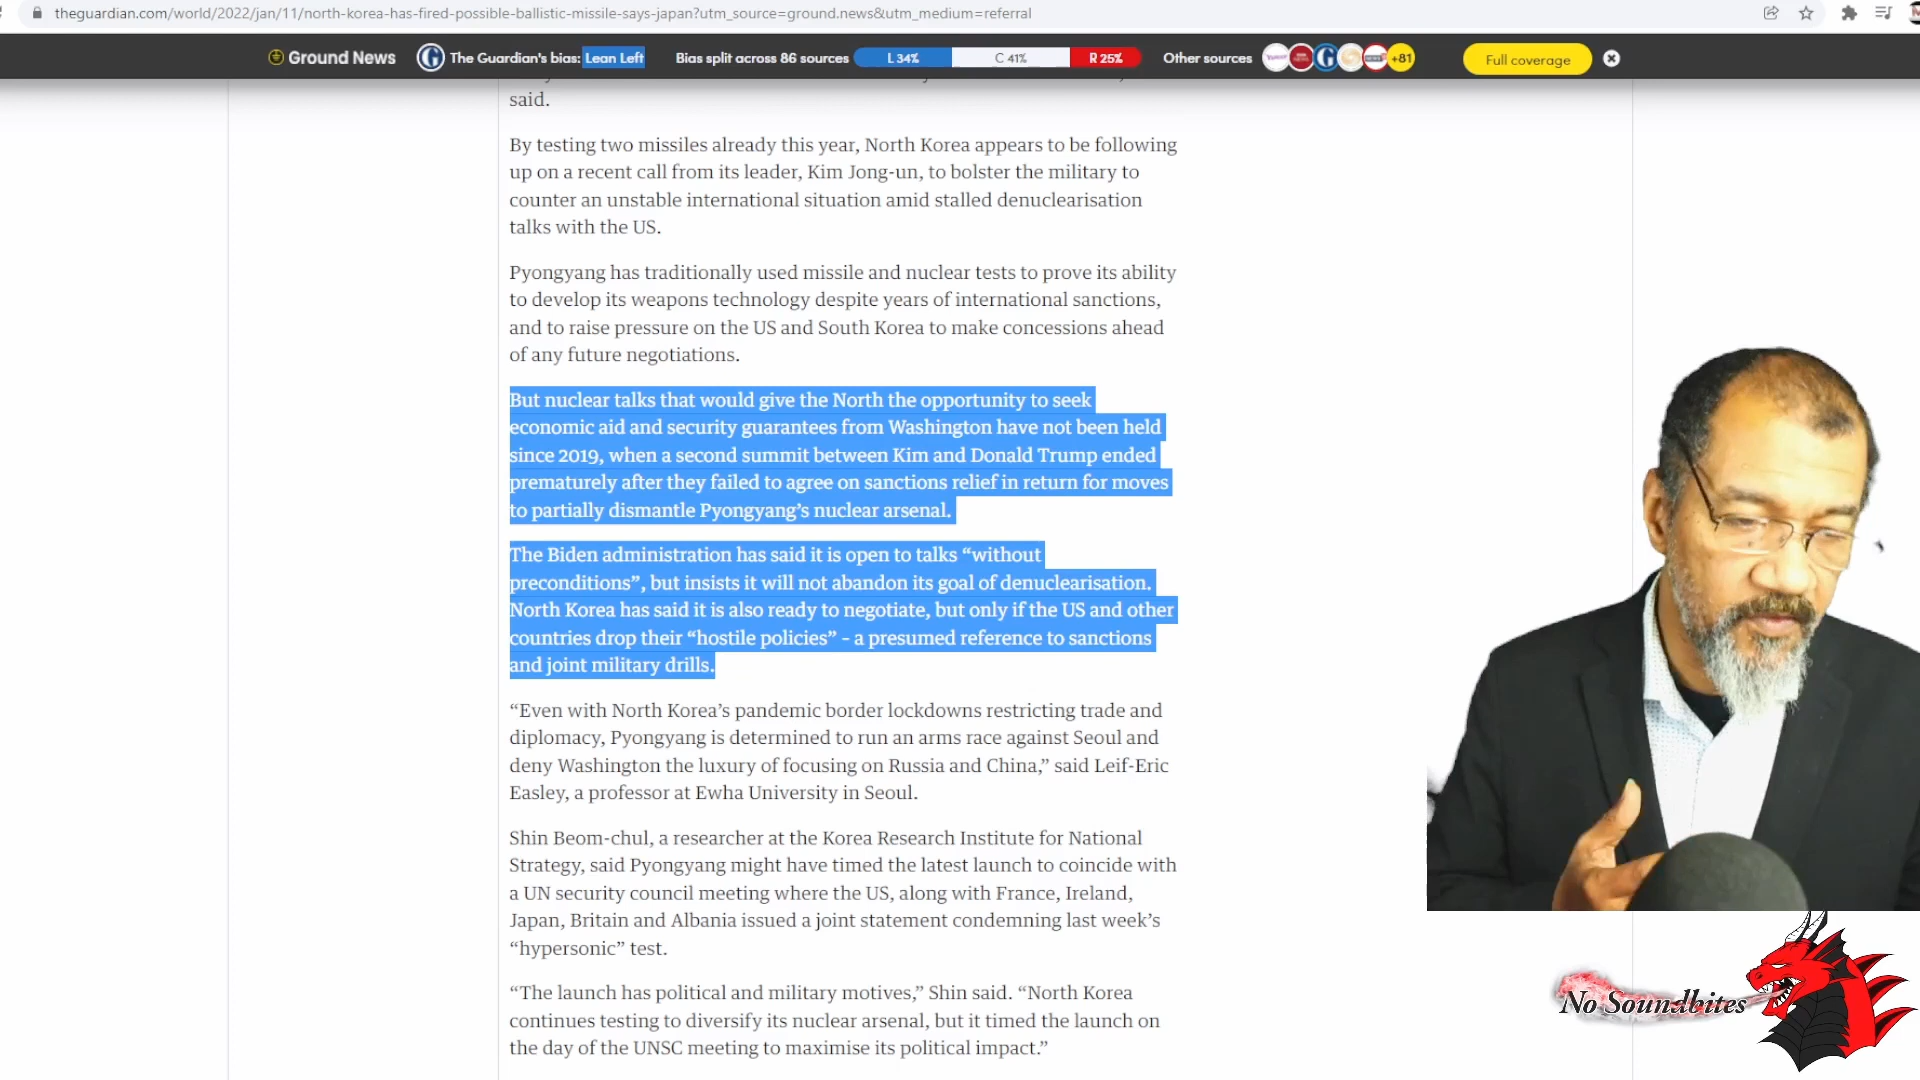 theguardian.com/world/2022/jan/11/north-korea-has-fired-possible-ballistic-missile-says-japan?utm_source=ground.news&utm_medium=referral
Ground News The Guardian's bias: Lean Left Bias split across 86 sources L 34% C 41% R 25% Other sources +81 Full coverage
said.
By testing two missiles already this year, North Korea appears to be following
up on a recent call from its leader, Kim Jong-un, to bolster the military to
counter an unstable international situation amid stalled denuclearisation
talks with the US.
Pyongyang has traditionally used missile and nuclear tests to prove its ability
to develop its weapons technology despite years of international sanctions,
and to raise pressure on the US and South Korea to make concessions ahead
of any future negotiations.
But nuclear talks that would give the North the opportunity to seek
economic aid and security guarantees from Washington have not been held
since 2019, when a second summit between Kim and Donald Trump ended
prematurely after they failed to agree on sanctions relief in return for moves
to partially dismantle Pyongyang’s nuclear arsenal.
The Biden administration has said it is open to talks “without
preconditions”, but insists it will not abandon its goal of denuclearisation.
North Korea has said it is also ready to negotiate, but only if the US and other
countries drop their “hostile policies” – a presumed reference to sanctions
and joint military drills.
“Even with North Korea’s pandemic border lockdowns restricting trade and
diplomacy, Pyongyang is determined to run an arms race against Seoul and
deny Washington the luxury of focusing on Russia and China,” said Leif-Eric
Easley, a professor at Ewha University in Seoul.
Shin Beom-chul, a researcher at the Korea Research Institute for National
Strategy, said Pyongyang might have timed the latest launch to coincide with
a UN security council meeting where the US, along with France, Ireland,
Japan, Britain and Albania issued a joint statement condemning last week’s
“hypersonic” test.
“The launch has political and military motives,” Shin said. “North Korea
continues testing to diversify its nuclear arsenal, but it timed the launch on
the day of the UNSC meeting to maximise its political impact.”
No Soundbites